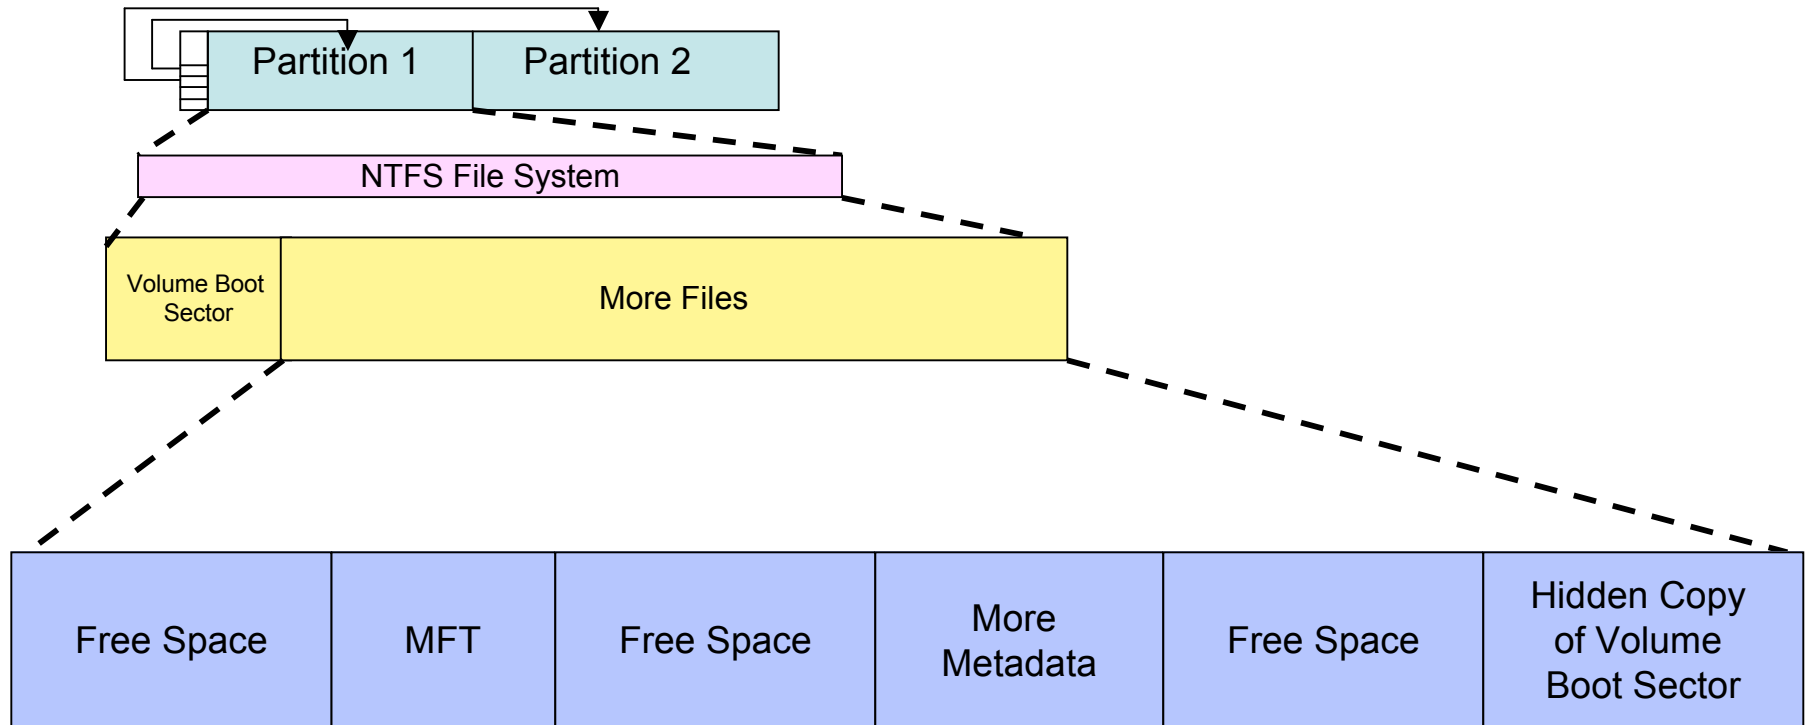 Partition 1
Partition 2
NTFS File System
Volume Boot
Sector
More Files
Free Space
MFT
Free Space
More
Metadata
Free Space
Hidden Copy
of Volume
Boot Sector